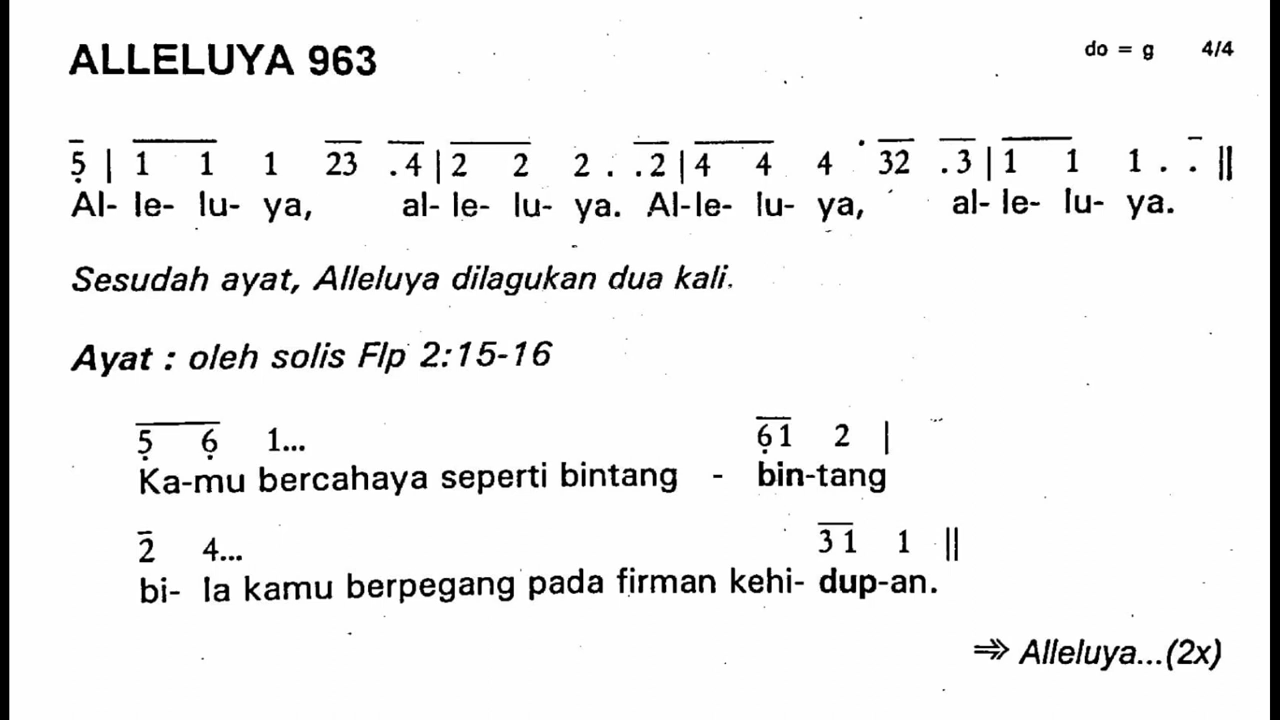 ALLELUYA 963 do = g 4/4
5̣ | 1 1 1 23 .4 | 2 2 2 . .2 | 4 4 4 32 .3 | 1 1 1 . . ||
Al- le- lu- ya, al- le- lu- ya. Al-le- lu- ya, al- le- lu- ya.
Sesudah ayat, Alleluya dilagukan dua kali.
Ayat : oleh solis Flp 2:15-16
5̣ 6̣ 1... 6̣1 2 |
Ka-mu bercahaya seperti bintang - bin-tang
2 4... 31 1 ||
bi- la kamu berpegang pada firman kehi- dup-an.
⇒ Alleluya...(2x)